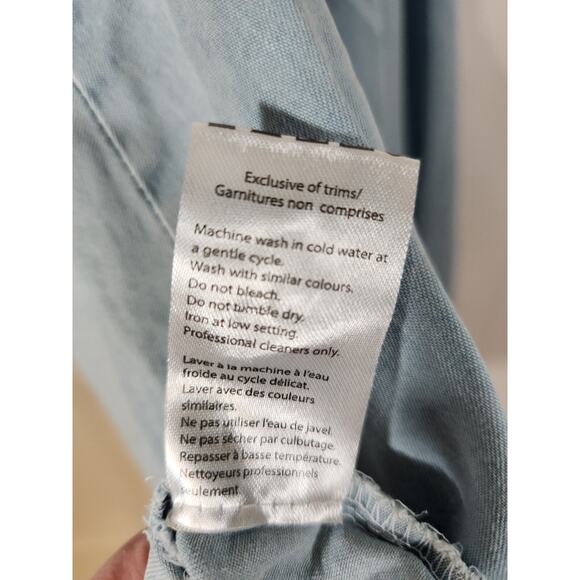 Exclusive of trims/
Garnitures non comprises
Machine wash in cold water at
a gentle cycle.
Wash with similar colours.
Do not bleach.
Do not tumble dry.
Iron at low setting.
Professional cleaners only.
Laver à la machine à l'eau
froide au cycle délicat.
Laver avec des couleurs
similaires.
Ne pas utiliser l'eau de javel.
Ne pas sécher par culbutage.
Repasser à basse température.
Nettoyeurs professionnels
seulement